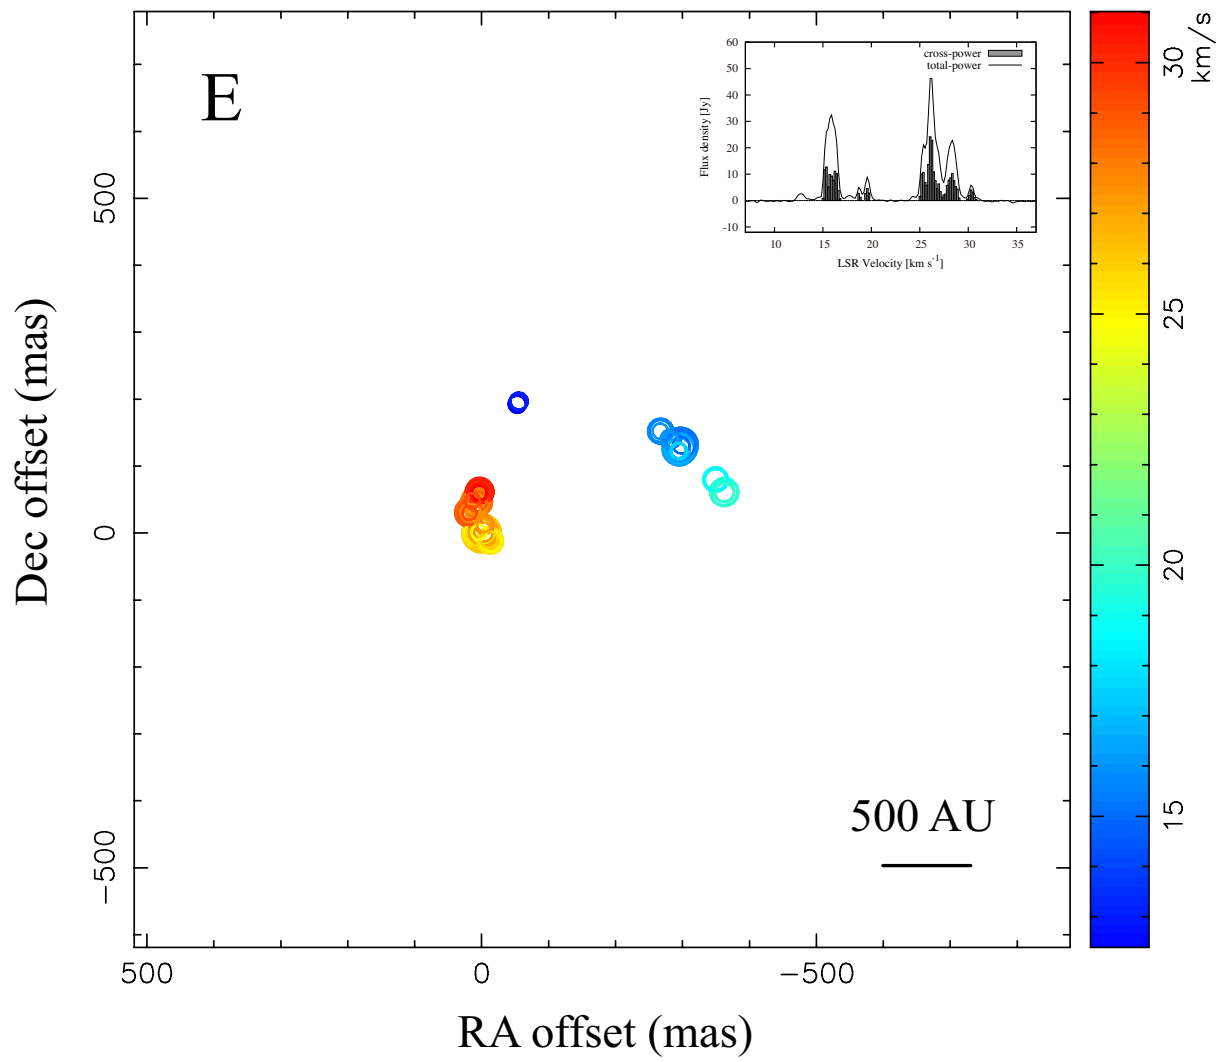 E
60
50
40
30
20
10
0
-10
cross-power
total-power
Flux density [Jy]
10 15 20 25 30 35
LSR Velocity [km s-1]
500
0
−500
Dec offset (mas)
500 AU
500 0 −500
RA offset (mas)
30
25
20
15
km/s